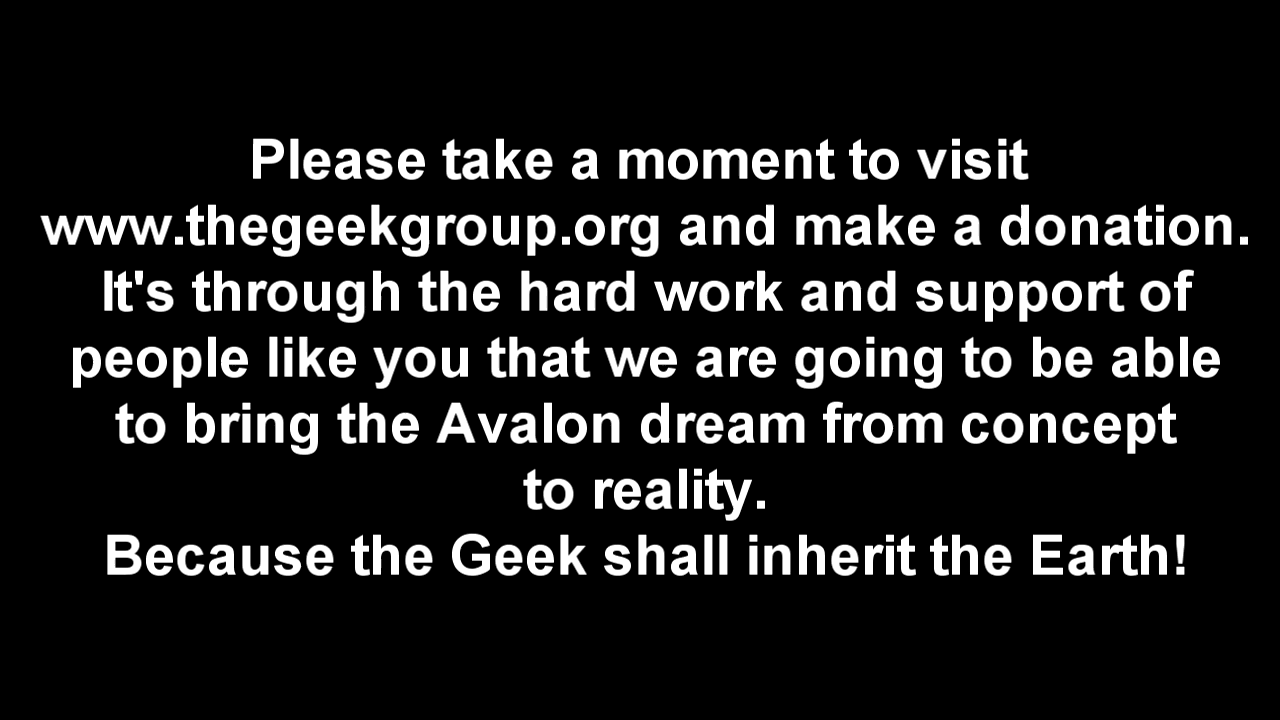 Please take a moment to visit
www.thegeekgroup.org and make a donation.
It's through the hard work and support of
people like you that we are going to be able
to bring the Avalon dream from concept
to reality.
Because the Geek shall inherit the Earth!